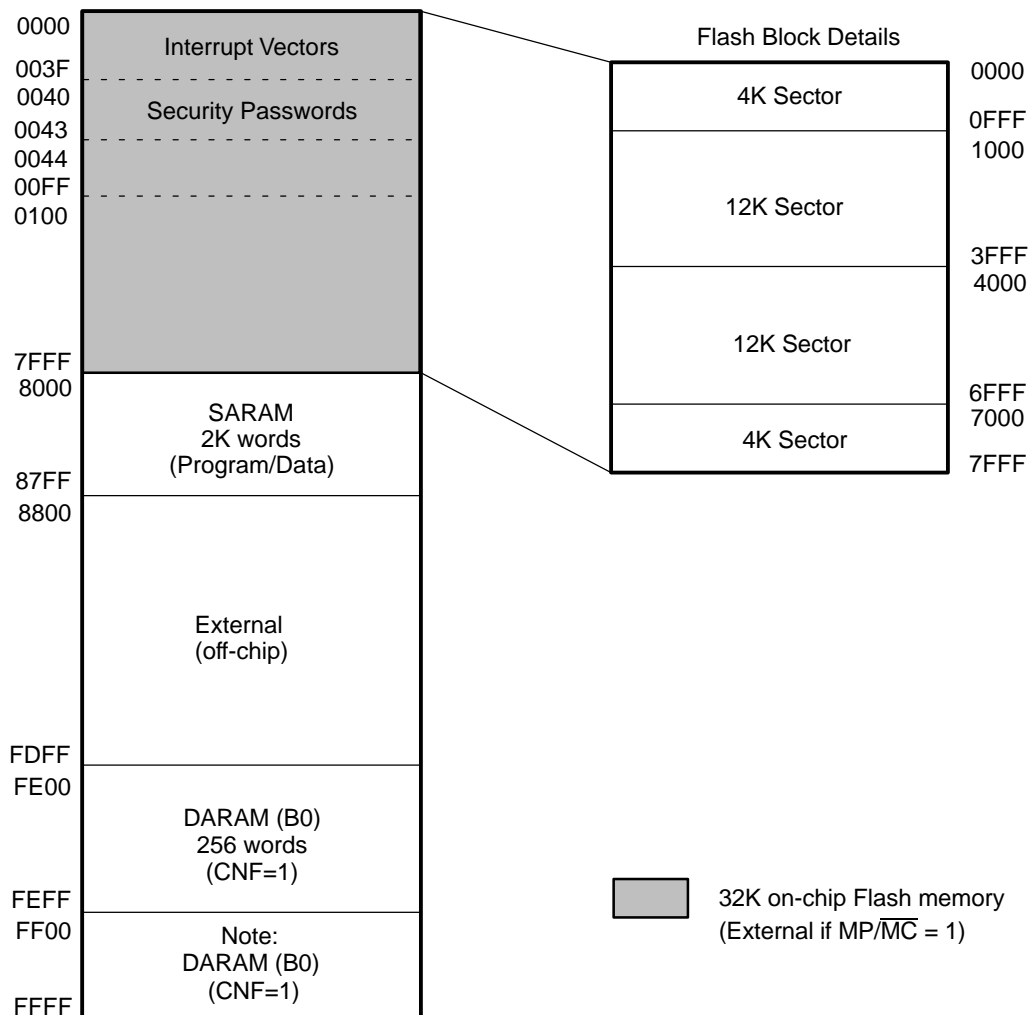 0000
Interrupt Vectors
003F
0040
Security Passwords
0043
0044
00FF
0100
7FFF
8000
SARAM
2K words
(Program/Data)
87FF
8800
External
(off-chip)
FDFF
FE00
DARAM (B0)
256 words
(CNF=1)
FEFF
FF00
Note:
DARAM (B0)
(CNF=1)
FFFF
Flash Block Details
0000
4K Sector
0FFF
1000
12K Sector
3FFF
4000
12K Sector
6FFF
7000
4K Sector
7FFF
32K on-chip Flash memory
(External if MP/M̅C̅ = 1)